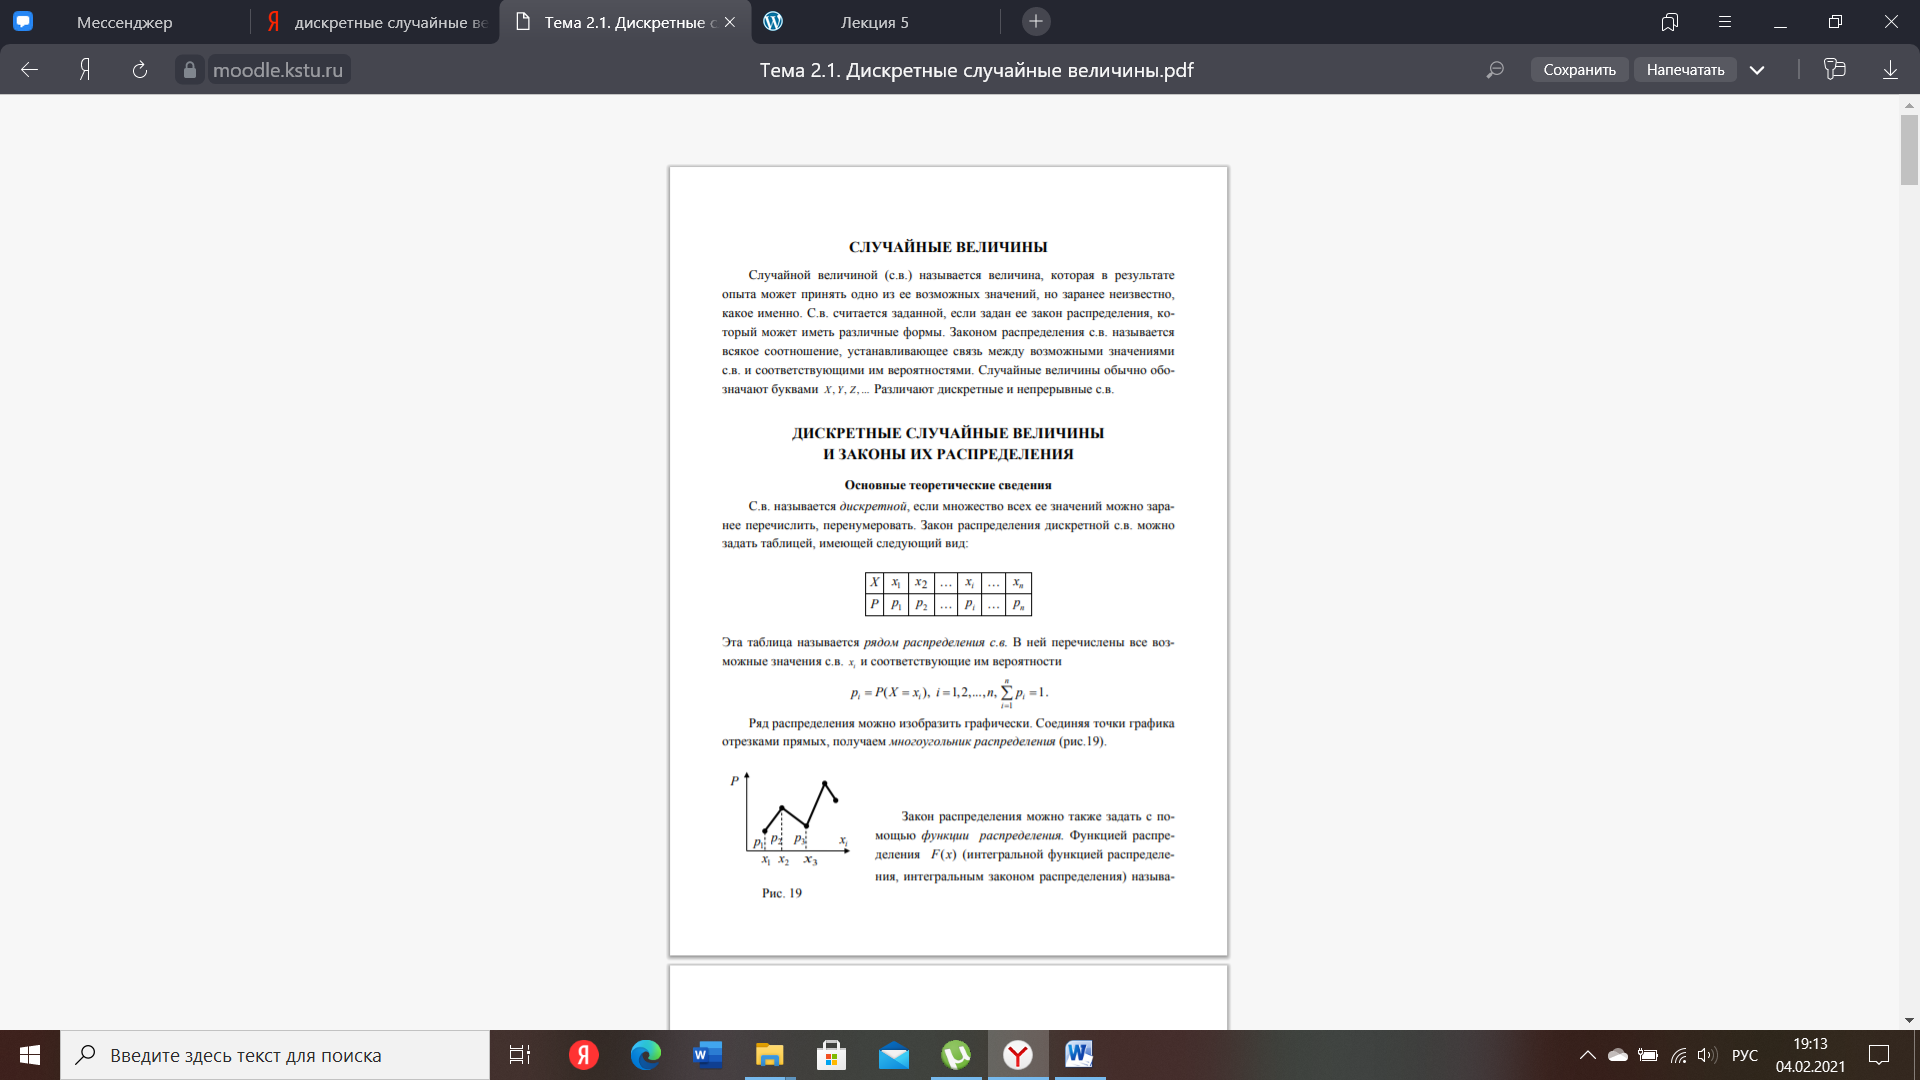 Мессенджер
дискретные случайные ве
Тема 2.1. Дискретные с
Лекция 5
moodle.kstu.ru
Тема 2.1. Дискретные случайные величины.pdf
Сохранить
Напечатать
СЛУЧАЙНЫЕ ВЕЛИЧИНЫ
Случайной величиной (с.в.) называется величина, которая в результате
опыта может принять одно из ее возможных значений, но заранее неизвестно,
какое именно. С.в. считается заданной, если задан ее закон распределения, ко-
торый может иметь различные формы. Законом распределения с.в. называется
всякое соотношение, устанавливающее связь между возможными значениями
с.в. и соответствующими им вероятностями. Случайные величины обычно обо-
значают буквами X, Y, Z, ... Различают дискретные и непрерывные с.в.
ДИСКРЕТНЫЕ СЛУЧАЙНЫЕ ВЕЛИЧИНЫ
И ЗАКОНЫ ИХ РАСПРЕДЕЛЕНИЯ
Основные теоретические сведения
С.в. называется дискретной, если множество всех ее значений можно зара-
нее перечислить, перенумеровать. Закон распределения дискретной с.в. можно
задать таблицей, имеющей следующий вид:
X x₁ x₂ … xᵢ … xₙ
P p₁ p₂ … pᵢ … pₙ
Эта таблица называется рядом распределения с.в. В ней перечислены все воз-
можные значения с.в. xᵢ и соответствующие им вероятности
pᵢ = P(X = xᵢ), i = 1,2,...,n, ∑ⁿᵢ₌₁ pᵢ = 1.
Ряд распределения можно изобразить графически. Соединяя точки графика
отрезками прямых, получаем многоугольник распределения (рис.19).
P
p₁ p₂ p₃ xᵢ
x₁ x₂ x₃
Рис. 19
Закон распределения можно также задать с по-
мощью функции распределения. Функцией распре-
деления F(x) (интегральной функцией распределе-
ния, интегральным законом распределения) называ-
Введите здесь текст для поиска
РУС
19:13
04.02.2021